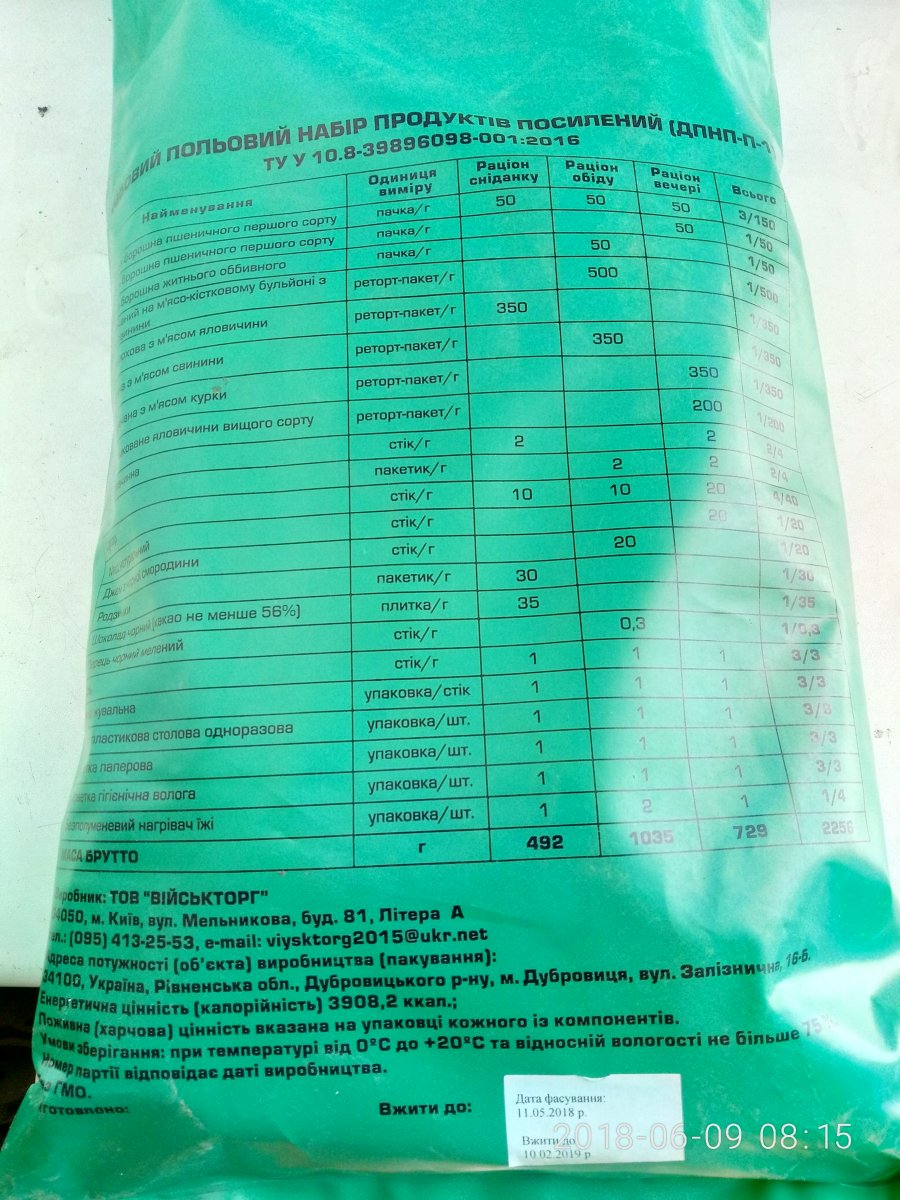 ПОЛЬОВИЙ НАБІР ПРОДУКТІВ ПОСИЛЕНИЙ (ДПНП-П-1
ТУ У 10.8-39896098-001:2016
Найменування Одиниця виміру Раціон сніданку Раціон обіду Раціон вечері Всього
борошна пшеничного першого сорту пачка/г 50 50 50 3/150
борошна пшеничного першого сорту пачка/г 50 1/50
борошна житнього оббивного пачка/г 50 1/50
на м'ясо-кістковому бульйоні з реторт-пакет/г 500 1/500
з м'ясом яловичини реторт-пакет/г 350 1/350
з м'ясом свинини реторт-пакет/г 350 1/350
з м'ясом курки реторт-пакет/г 350 1/350
яловичини вищого сорту реторт-пакет/г 200 1/200
стік/г 2 2 2/4
пакетик/г 2 2 2/4
стік/г 10 10 20 4/40
стік/г 20 1/20
Джем смородини стік/г 20 1/20
Родзинки пакетик/г 30 1/30
Шоколад чорний (какао не менше 56%) плитка/г 35 1/35
чорний мелений стік/г 0,3 1/0,3
стік/г 1 1 1 3/3
упаковка/стік 1 1 1 3/3
пластикова столова одноразова упаковка/шт. 1 1 1 3/3
паперова упаковка/шт. 1 1 1 3/3
гігієнічна волога упаковка/шт. 1 1 1 3/3
нагрівач їжі упаковка/шт. 1 2 1 1/4
МАСА БРУТТО г 492 1035 729 2256
Виробник: ТОВ "ВІЙСЬКТОРГ"
04050, м. Київ, вул. Мельникова, буд. 81, Літера А
тел.: (095) 413-25-53, e-mail: viysktorg2015@ukr.net
Адреса потужності (об'єкта) виробництва (пакування):
34100, Україна, Рівненська обл., Дубровицького р-ну, м. Дубровиця, вул. Залізнична, 16-б.
Енергетична цінність (калорійність) 3908,2 ккал.;
Поживна (харчова) цінність вказана на упаковці кожного із компонентів.
Умови зберігання: при температурі від 0ºС до +20ºС та відносній вологості не більше 75%
Номер партії відповідає даті виробництва.
Без ГМО.
Виготовлено: Вжити до:
Дата фасування:
11.05.2018 р.
Вжити до
10.02.2019 р
2018-06-09 08:15